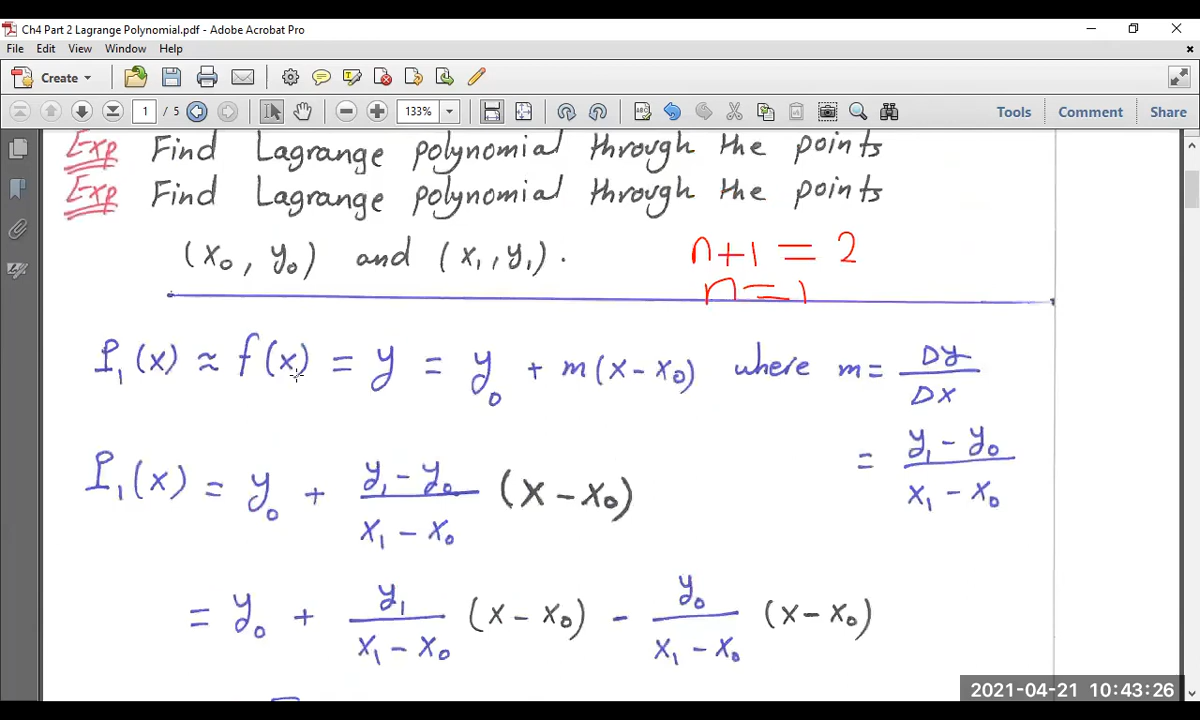 Ch4 Part 2 Lagrange Polynomial.pdf - Adobe Acrobat Pro
File Edit View Window Help
Create
1 / 5 133% Tools Comment Share
Exp Find Lagrange polynomial through the points
Exp Find Lagrange polynomial through the points
(x₀, y₀) and (x₁, y₁). n+1 = 2
n=1
P₁(x) ≈ f(x) = y = y₀ + m(x-x₀) where m = Dy/Dx
= (y₁ - y₀)/(x₁ - x₀)
P₁(x) = y₀ + (y₁ - y₀)/(x₁ - x₀) (x - x₀)
= y₀ + y₁/(x₁ - x₀) (x - x₀) - y₀/(x₁ - x₀) (x - x₀)
2021-04-21 10:43:26